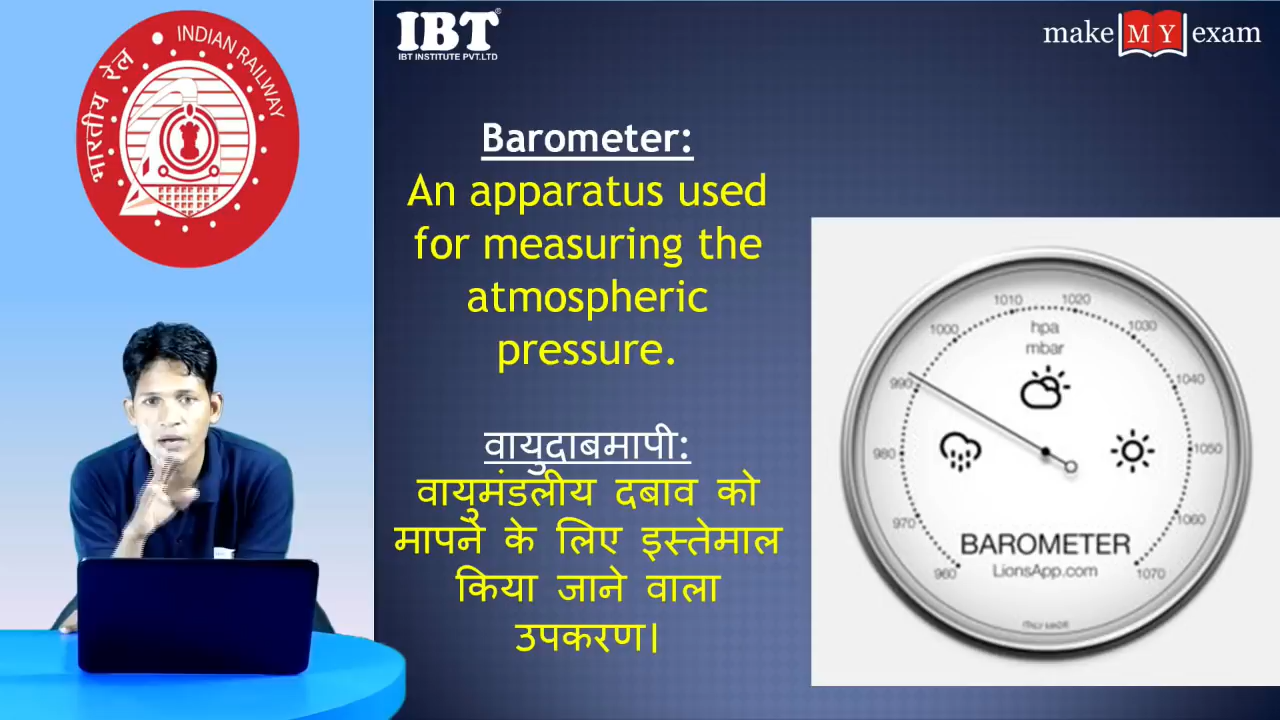 भारतीय रेल
INDIAN RAILWAY
IBT
IBT INSTITUTE PVT.LTD
make MY exam
Barometer:
An apparatus used
for measuring the
atmospheric
pressure.
वायुदाबमापी:
वायुमंडलीय दबाव को
मापने के लिए इस्तेमाल
किया जाने वाला
उपकरण।
1010
1020
1000
hpa
1030
mbar
990
1040
980
1050
970
1060
BAROMETER
960
LionsApp.com
1070